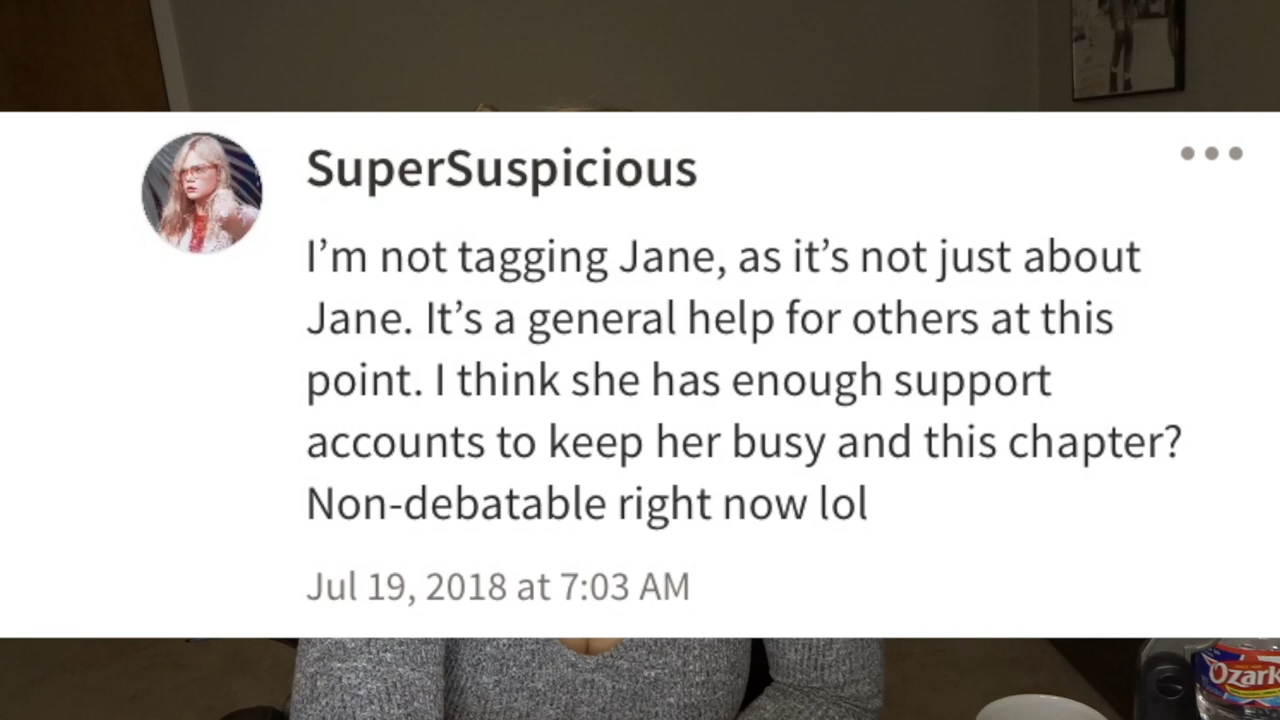 SuperSuspicious
I’m not tagging Jane, as it’s not just about
Jane. It’s a general help for others at this
point. I think she has enough support
accounts to keep her busy and this chapter?
Non-debatable right now lol
Jul 19, 2018 at 7:03 AM
Ozark